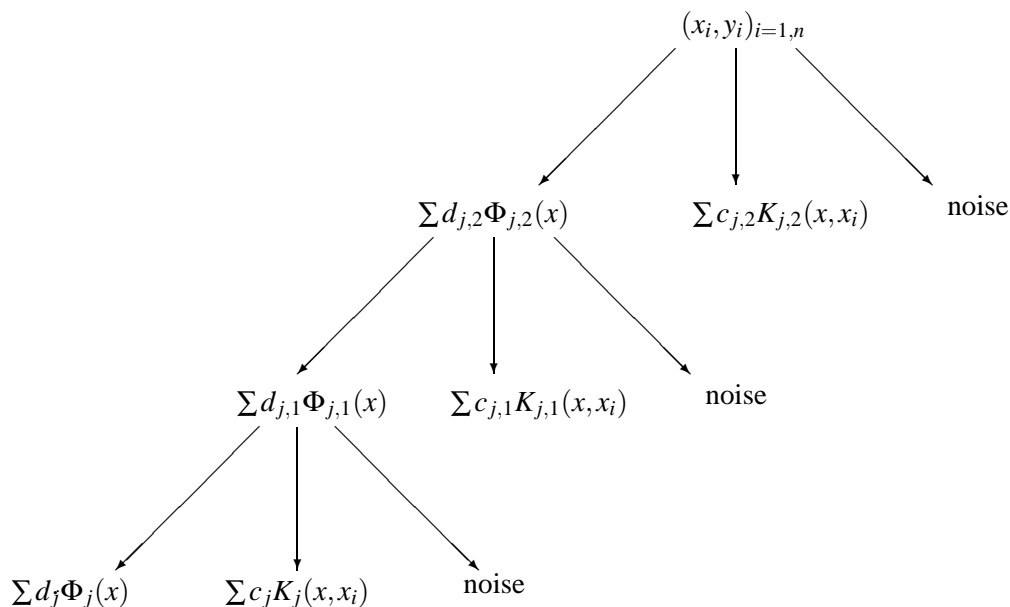 (x_i, y_i)_{i=1,n}
∑ d_{j,2}Φ_{j,2}(x) ∑ c_{j,2}K_{j,2}(x, x_i) noise
∑ d_{j,1}Φ_{j,1}(x) ∑ c_{j,1}K_{j,1}(x, x_i) noise
∑ d_jΦ_j(x) ∑ c_jK_j(x, x_i) noise